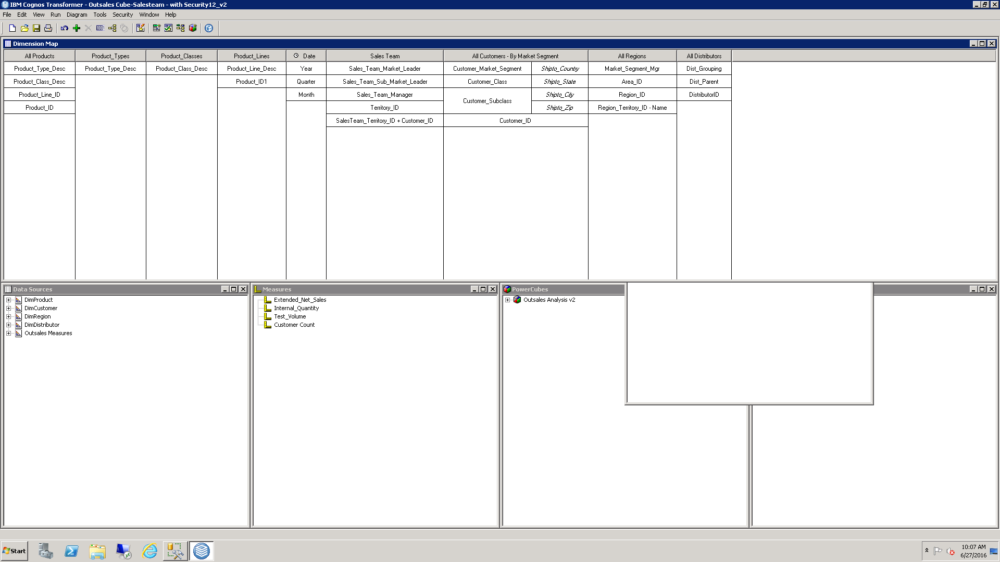 IBM Cognos Transformer - Outsales Cube-Salesteam - with Security12_v2
File Edit View Run Diagram Tools Security Window Help
Dimension Map
All Products Product_Types Product_Classes Product_Lines Date Sales Team All Customers - By Market Segment All Regions All Distributors
Product_Type_Desc Product_Type_Desc Product_Class_Desc Product_Line_Desc Year Sales_Team_Market_Leader Customer_Market_Segment Shipto_Country Market_Segment_Mgr Dist_Grouping
Product_Class_Desc Product_ID1 Quarter Sales_Team_Sub_Market_Leader Customer_Class Shipto_State Area_ID Dist_Parent
Product_Line_ID Month Sales_Team_Manager Customer_Subclass Shipto_City Region_ID DistributorID
Product_ID Territory_ID Shipto_Zip Region_Territory_ID - Name
SalesTeam_Territory_ID + Customer_ID Customer_ID
Data Sources
DimProduct
DimCustomer
DimRegion
DimDistributor
Outsales Measures
Measures
Extended_Net_Sales
Internal_Quantity
Test_Volume
Customer Count
PowerCubes
Outsales Analysis v2
Start
10:07 AM
6/27/2016